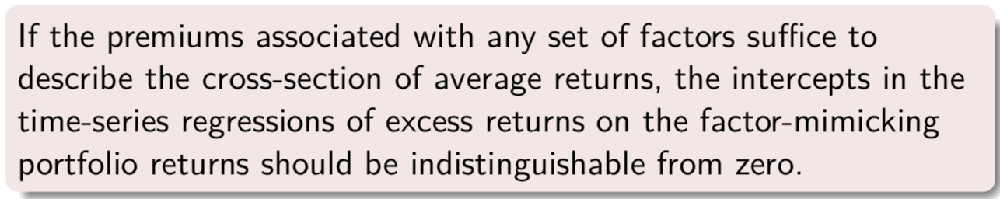 If the premiums associated with any set of factors suffice to
describe the cross-section of average returns, the intercepts in the
time-series regressions of excess returns on the factor-mimicking
portfolio returns should be indistinguishable from zero.